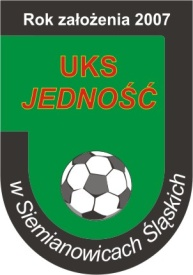 Rok założenia 2007
UKS
JEDNOŚĆ
w Siemianowicach Śląskich